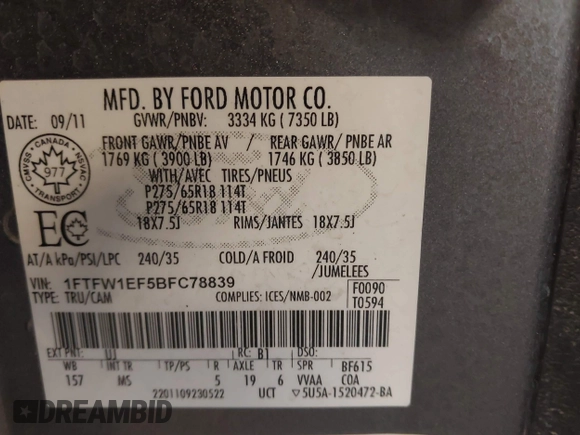 MFD. BY FORD MOTOR CO.
DATE: 09/11 GVWR/PNBV: 3334 KG ( 7350 LB)
FRONT GAWR/PNBE AV / REAR GAWR/ PNBE AR
1769 KG ( 3900 LB) 1746 KG ( 3850 LB)
WITH/AVEC TIRES/PNEUS
P275/65R18 114T
P275/65R18 114T
18X7.5J RIMS/JANTES 18X7.5J
CMVSS - CANADA - NSVAC
977
TRANSPORT
EC
AT/A kPa/PSI/LPC 240/35 COLD/A FROID 240/35
/JUMELEES
VIN: 1FTFW1EF5BFC78839
TYPE: TRU/CAM COMPLIES: ICES/NMB-002
F0090
T0594
EXT PNT: UJ RC: B1 DSO:
WB INT TR TP/PS R AXLE TR SPR BF615
157 MS 5 19 6 VVAA COA
2201109230522 UCT ▽5U5A-1520472-BA
DREAMBID